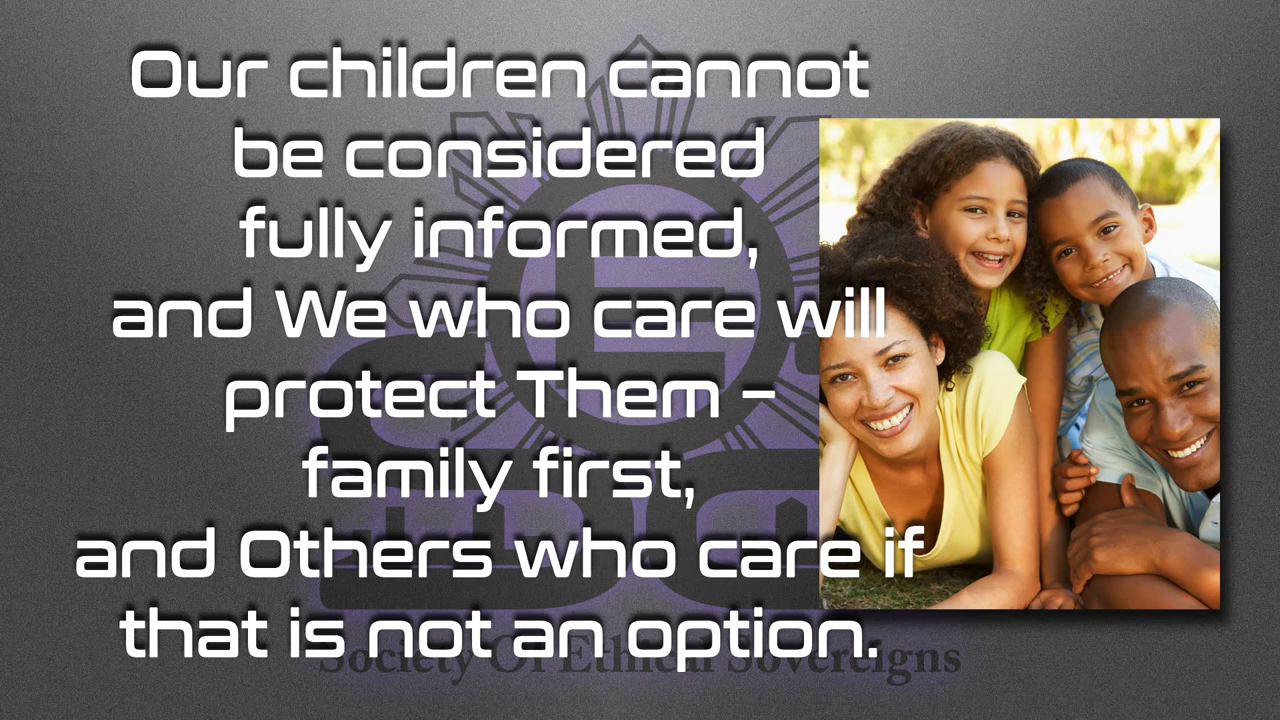 Our children cannot
be considered
fully informed,
and We who care will
protect Them –
family first,
and Others who care if
that is not an option.
Society Of Ethical Sovereigns